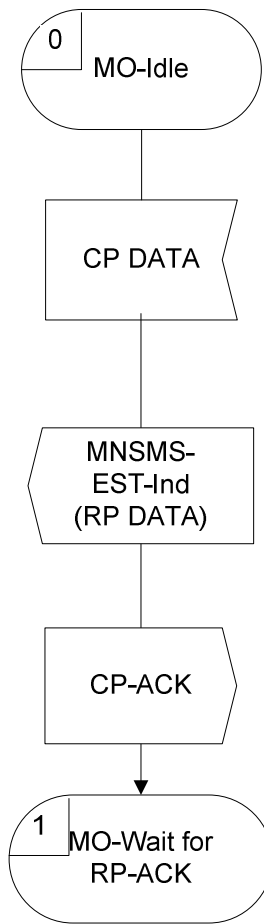 0
MO-Idle
CP DATA
MNSMS-
EST-Ind
(RP DATA)
CP-ACK
1
MO-Wait for
RP-ACK